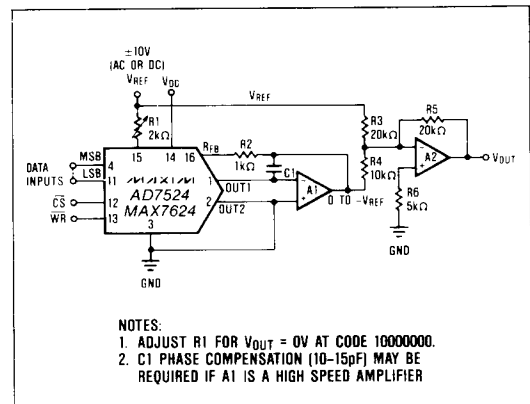 ±10V
(AC OR DC)
VREF
VDD
VREF
R1
2kΩ
R3
20kΩ
R5
20kΩ
RFB
R2
1kΩ
15
14
16
MSB
LSB
DATA
INPUTS
4
11
MAXIM
AD7524
MAX7624
1
OUT1
2
OUT2
C1
A1
0 TO -VREF
R4
10kΩ
A2
VOUT
CS
12
WR
13
3
R6
5kΩ
GND
GND
NOTES:
1. ADJUST R1 FOR VOUT = 0V AT CODE 10000000.
2. C1 PHASE COMPENSATION (10–15pF) MAY BE
REQUIRED IF A1 IS A HIGH SPEED AMPLIFIER